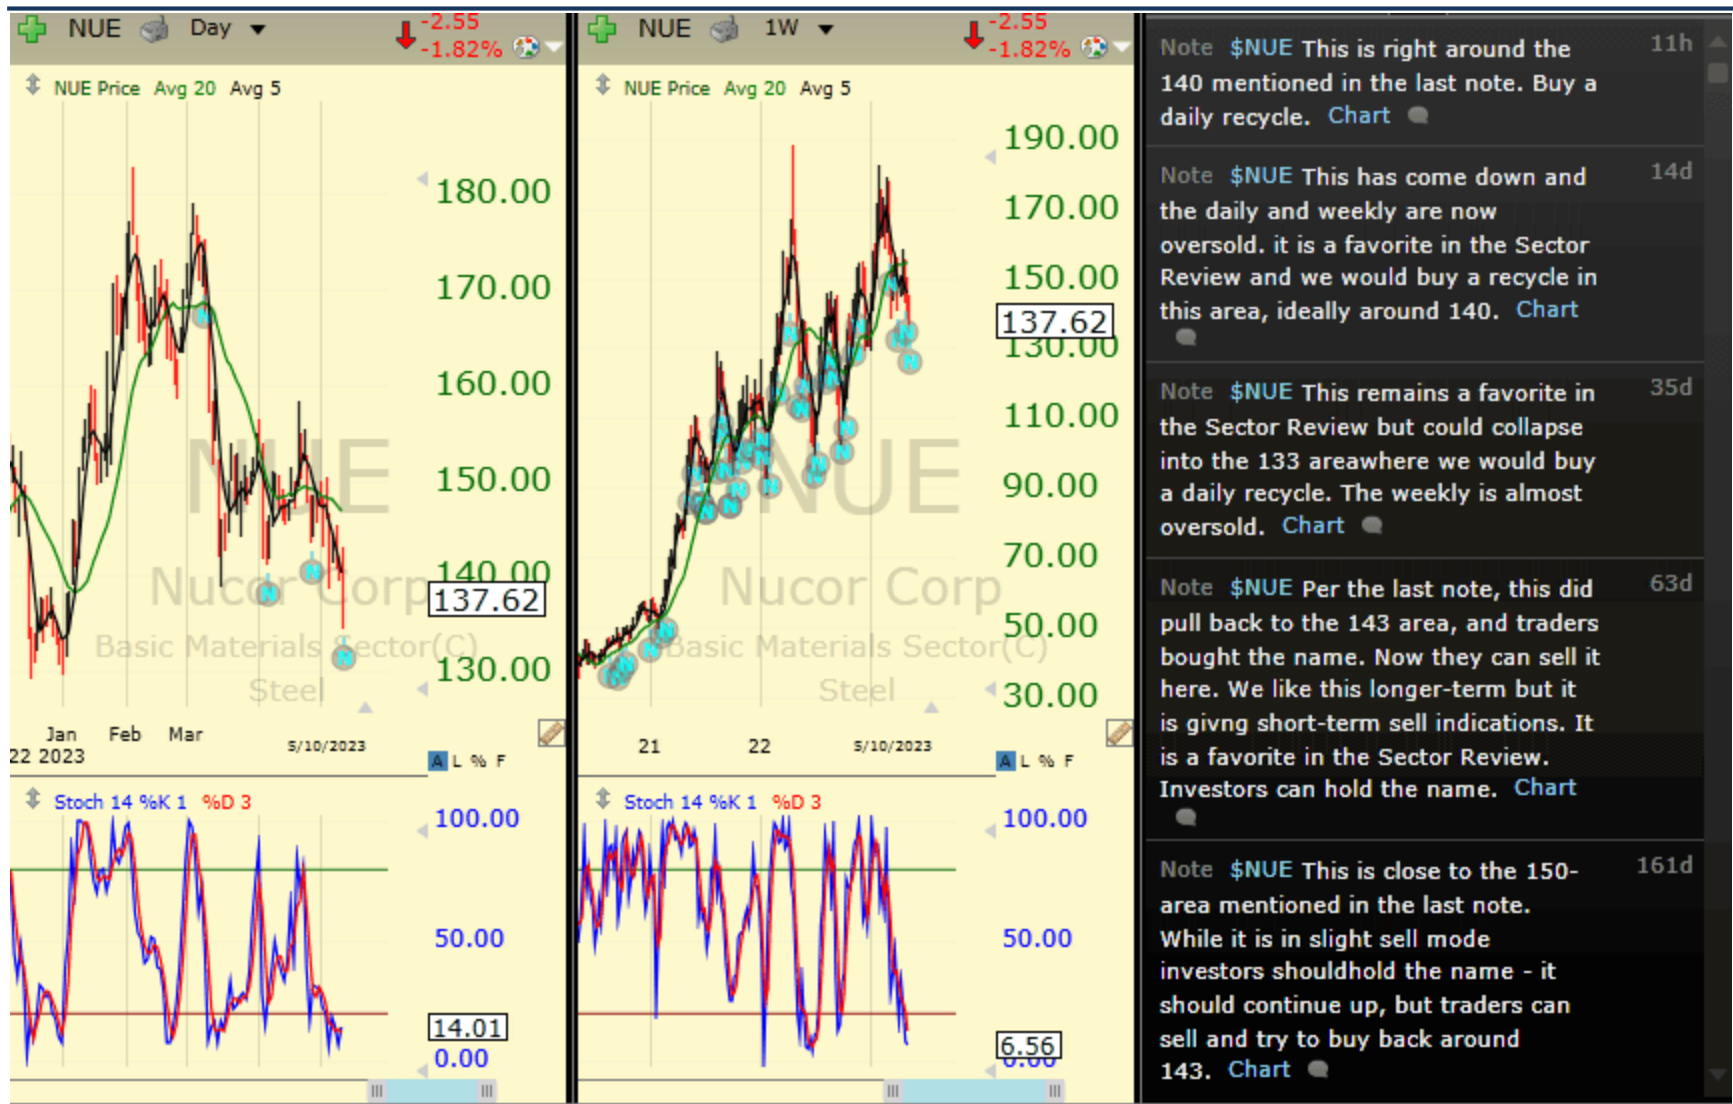 NUE Day
-2.55
-1.82%
NUE Price Avg 20 Avg 5
180.00
170.00
160.00
150.00
140.00
137.62
130.00
NUE
Nucor Corp
Basic Materials Sector(C)
Steel
Jan Feb Mar 5/10/2023
22 2023
A L % F
Stoch 14 %K 1 %D 3
100.00
50.00
14.01
0.00
NUE 1W
-2.55
-1.82%
NUE Price Avg 20 Avg 5
190.00
170.00
150.00
137.62
130.00
110.00
90.00
70.00
50.00
30.00
NUE
Nucor Corp
Basic Materials Sector(C)
Steel
21 22 5/10/2023
A L % F
Stoch 14 %K 1 %D 3
100.00
50.00
6.56
0.00
Note $NUE This is right around the 11h
140 mentioned in the last note. Buy a
daily recycle. Chart
Note $NUE This has come down and 14d
the daily and weekly are now
oversold. it is a favorite in the Sector
Review and we would buy a recycle in
this area, ideally around 140. Chart
Note $NUE This remains a favorite in 35d
the Sector Review but could collapse
into the 133 areawhere we would buy
a daily recycle. The weekly is almost
oversold. Chart
Note $NUE Per the last note, this did 63d
pull back to the 143 area, and traders
bought the name. Now they can sell it
here. We like this longer-term but it
is givng short-term sell indications. It
is a favorite in the Sector Review.
Investors can hold the name. Chart
Note $NUE This is close to the 150- 161d
area mentioned in the last note.
While it is in slight sell mode
investors shouldhold the name - it
should continue up, but traders can
sell and try to buy back around
143. Chart